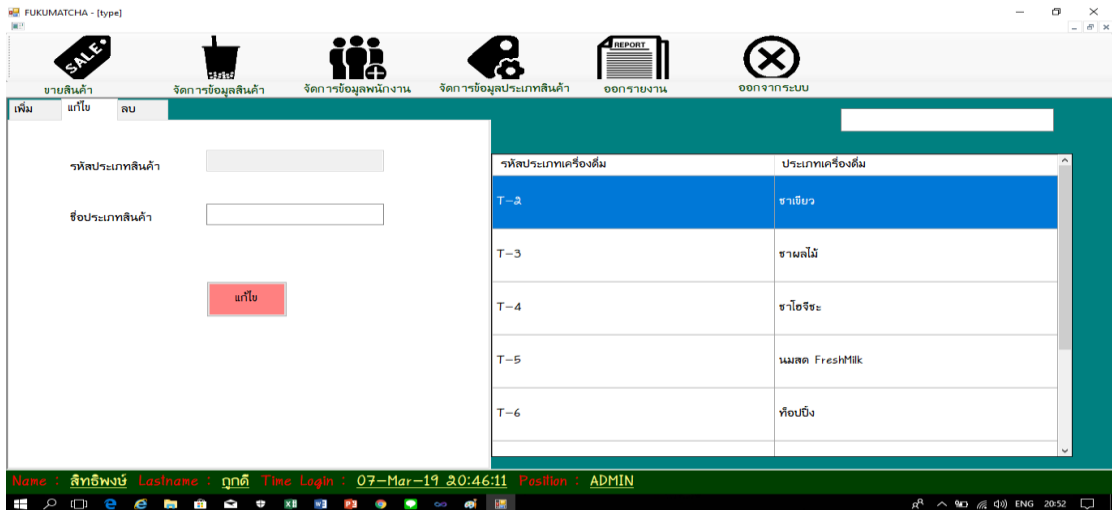 FUKUMATCHA - [type]
SALE
REPORT
ขายสินค้า จัดการข้อมูลสินค้า จัดการข้อมูลพนักงาน จัดการข้อมูลประเภทสินค้า ออกรายงาน ออกจากระบบ
เพิ่ม แก้ไข ลบ
รหัสประเภทสินค้า
ชื่อประเภทสินค้า
แก้ไข
รหัสประเภทเครื่องดื่ม ประเภทเครื่องดื่ม
T-2 ชาเขียว
T-3 ชาผลไม้
T-4 ชาโฮจีชะ
T-5 นมสด FreshMilk
T-6 ท็อปปิ้ง
Name : สิทธิพงษ์ Lastname : ถูกดี Time Login : 07-Mar-19 20:46:11 Position : ADMIN
ENG 20:52